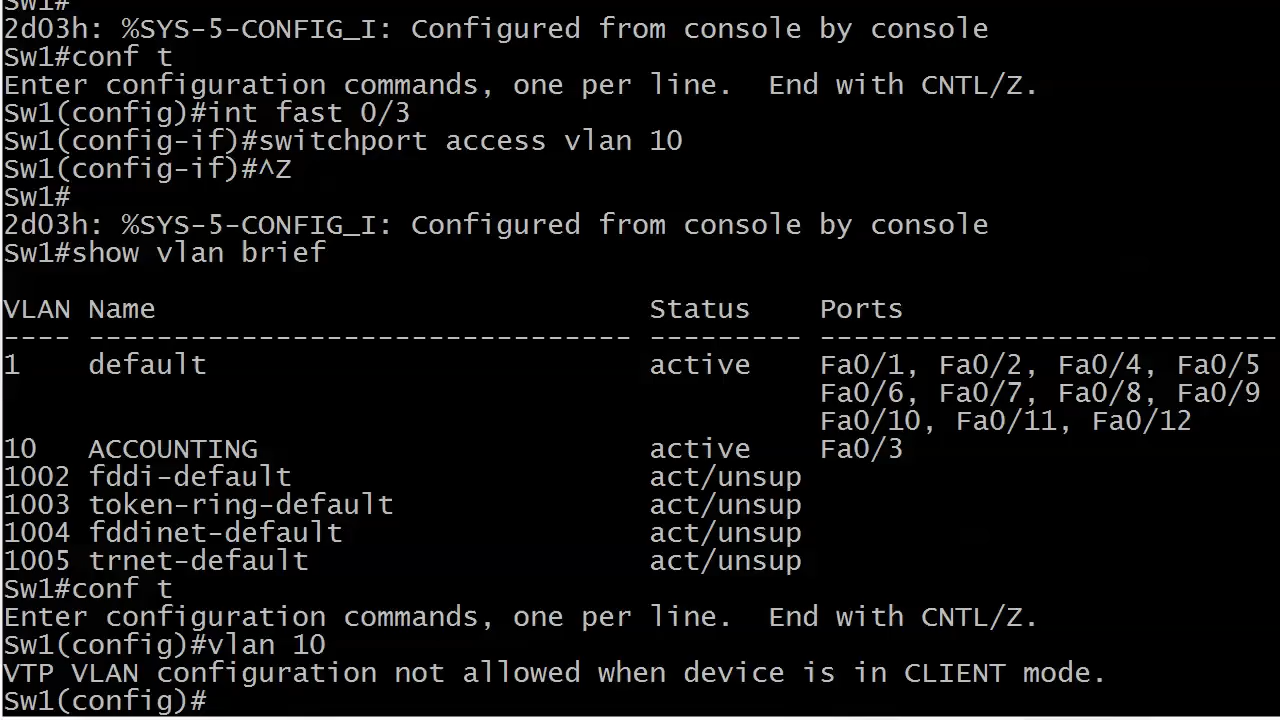 Sw1#
2d03h: %SYS-5-CONFIG_I: Configured from console by console
Sw1#conf t
Enter configuration commands, one per line.  End with CNTL/Z.
Sw1(config)#int fast 0/3
Sw1(config-if)#switchport access vlan 10
Sw1(config-if)#^Z
Sw1#
2d03h: %SYS-5-CONFIG_I: Configured from console by console
Sw1#show vlan brief

VLAN Name                             Status    Ports
---- -------------------------------- --------- ---------------------------
1    default                          active    Fa0/1, Fa0/2, Fa0/4, Fa0/5
                                                Fa0/6, Fa0/7, Fa0/8, Fa0/9
                                                Fa0/10, Fa0/11, Fa0/12
10   ACCOUNTING                       active    Fa0/3
1002 fddi-default                     act/unsup
1003 token-ring-default               act/unsup
1004 fddinet-default                  act/unsup
1005 trnet-default                    act/unsup
Sw1#conf t
Enter configuration commands, one per line.  End with CNTL/Z.
Sw1(config)#vlan 10
VTP VLAN configuration not allowed when device is in CLIENT mode.
Sw1(config)#